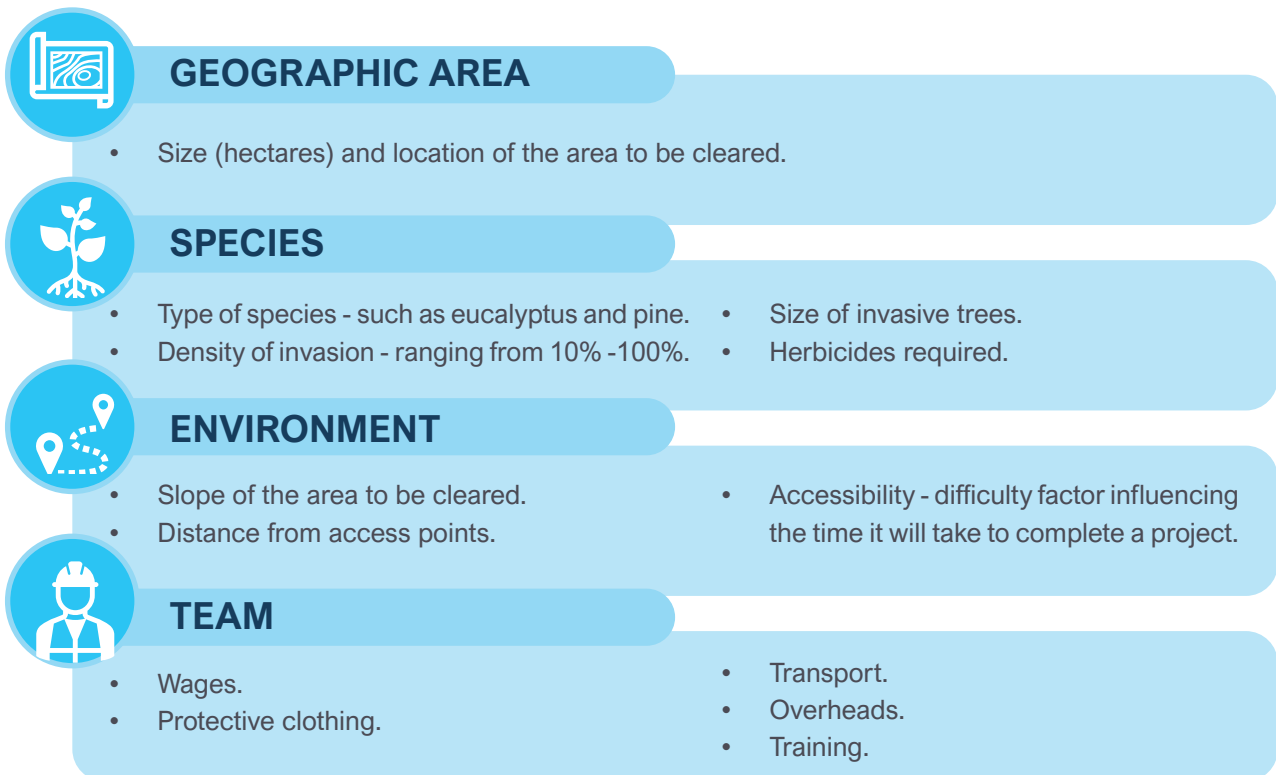 GEOGRAPHIC AREA
• Size (hectares) and location of the area to be cleared.
SPECIES
• Type of species - such as eucalyptus and pine.
• Density of invasion - ranging from 10% -100%.
• Size of invasive trees.
• Herbicides required.
ENVIRONMENT
• Slope of the area to be cleared.
• Distance from access points.
• Accessibility - difficulty factor influencing
the time it will take to complete a project.
TEAM
• Wages.
• Protective clothing.
• Transport.
• Overheads.
• Training.